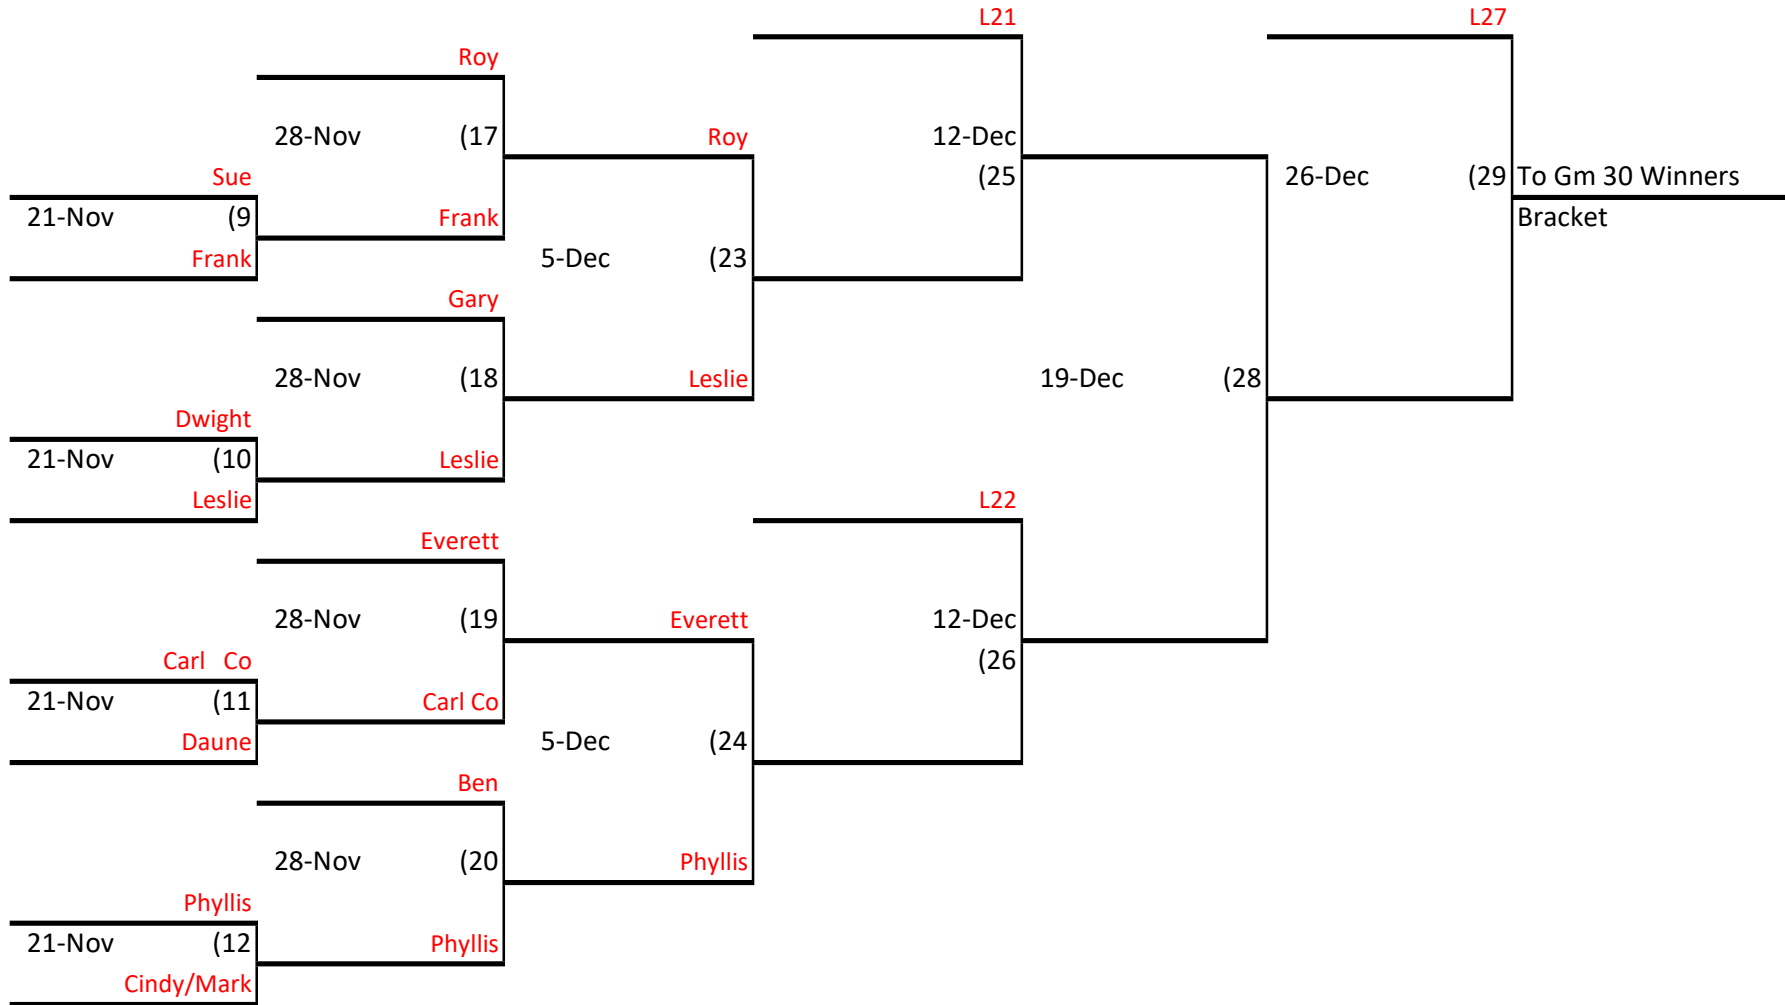 L21
L27
Roy
28-Nov (17
Roy
12-Dec
Sue
(25
26-Dec (29 To Gm 30 Winners
21-Nov (9
Frank
Bracket
Frank
5-Dec (23
Gary
28-Nov (18
Leslie
19-Dec (28
Dwight
21-Nov (10
Leslie
Leslie
L22
Everett
28-Nov (19
Everett
12-Dec
Carl   Co
(26
21-Nov (11
Carl Co
Daune
5-Dec (24
Ben
28-Nov (20
Phyllis
Phyllis
21-Nov (12
Phyllis
Cindy/Mark